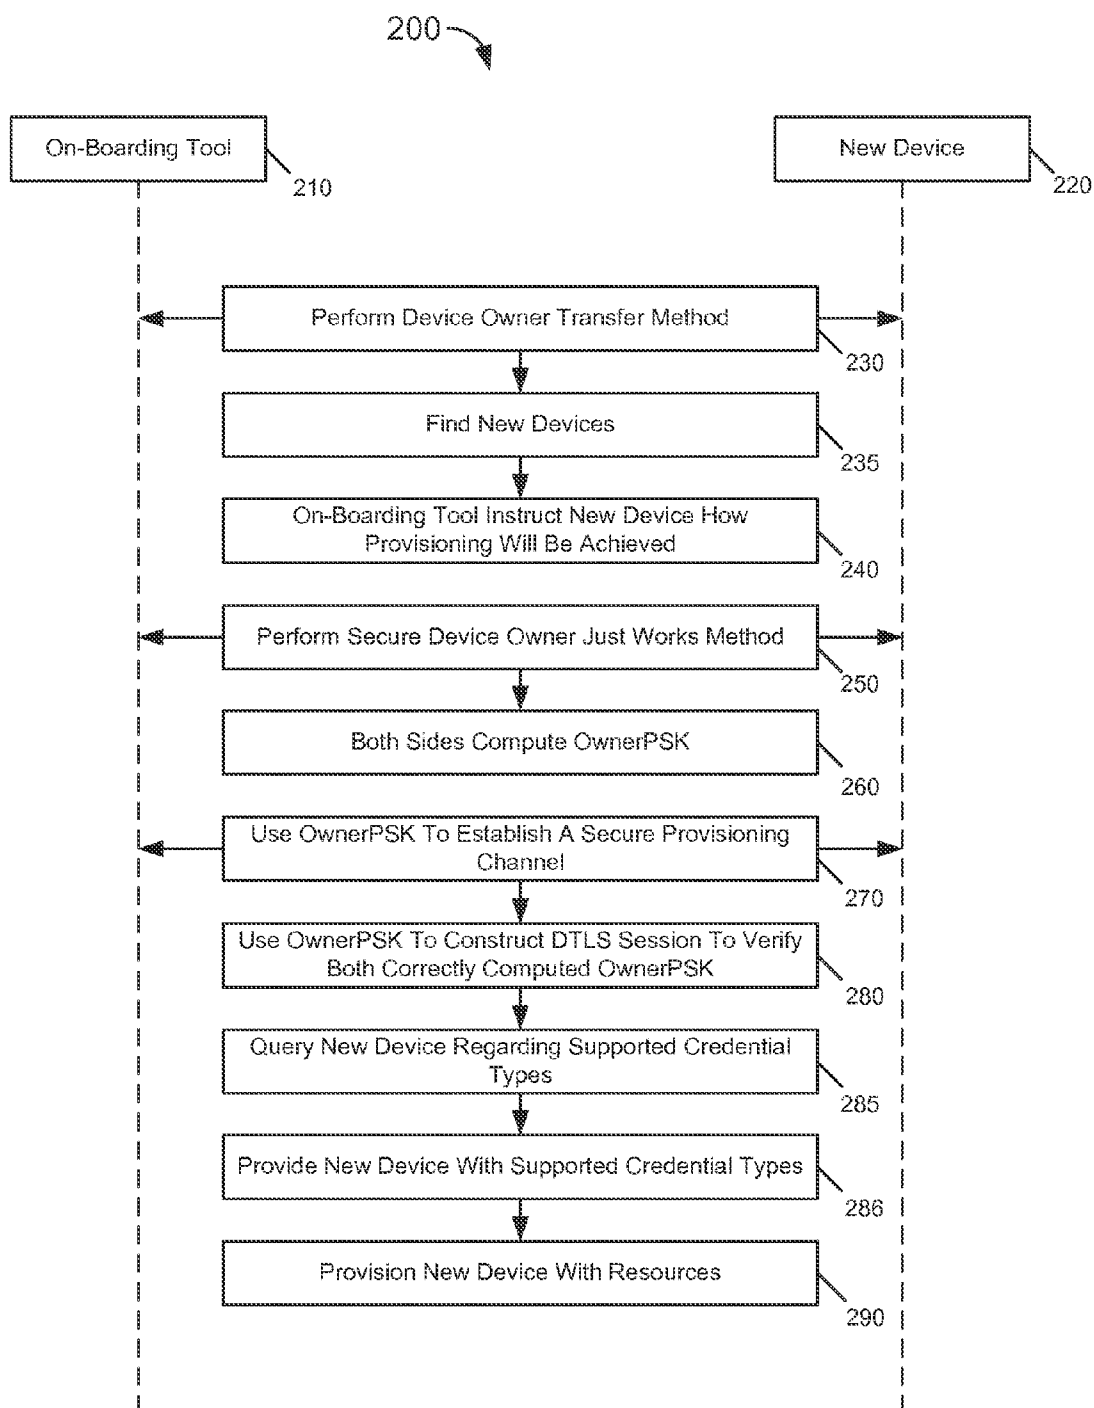 200
On-Boarding Tool
210
New Device
220
Perform Device Owner Transfer Method
230
Find New Devices
235
On-Boarding Tool Instruct New Device How
Provisioning Will Be Achieved
240
Perform Secure Device Owner Just Works Method
250
Both Sides Compute OwnerPSK
260
Use OwnerPSK To Establish A Secure Provisioning
Channel
270
Use OwnerPSK To Construct DTLS Session To Verify
Both Correctly Computed OwnerPSK
280
Query New Device Regarding Supported Credential
Types
285
Provide New Device With Supported Credential Types
286
Provision New Device With Resources
290